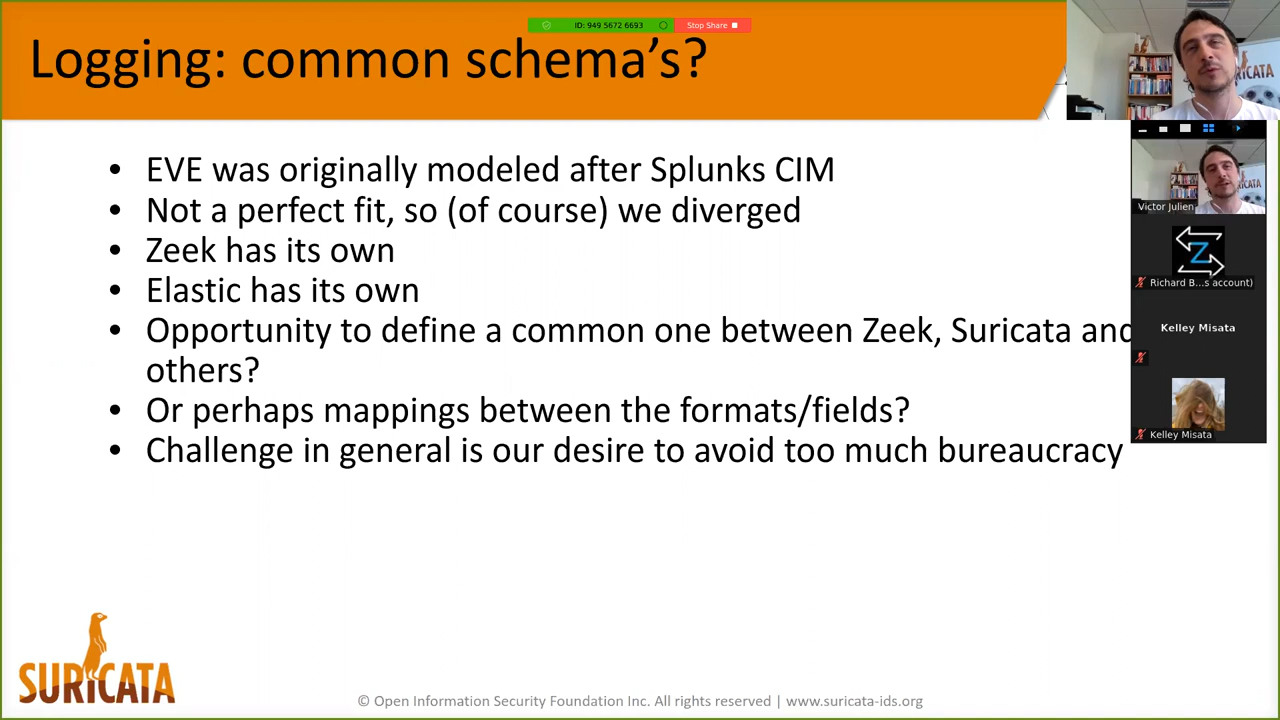 ID: 949 5672 6693
Stop Share
Logging: common schema's?
RICATA
• EVE was originally modeled after Splunks CIM
• Not a perfect fit, so (of course) we diverged
• Zeek has its own
• Elastic has its own
• Opportunity to define a common one between Zeek, Suricata and
others?
• Or perhaps mappings between the formats/fields?
• Challenge in general is our desire to avoid too much bureaucracy
CATA
Victor Julien
Z
Richard B...s account)
Kelley Misata
Kelley Misata
SURICATA
© Open Information Security Foundation Inc. All rights reserved | www.suricata-ids.org